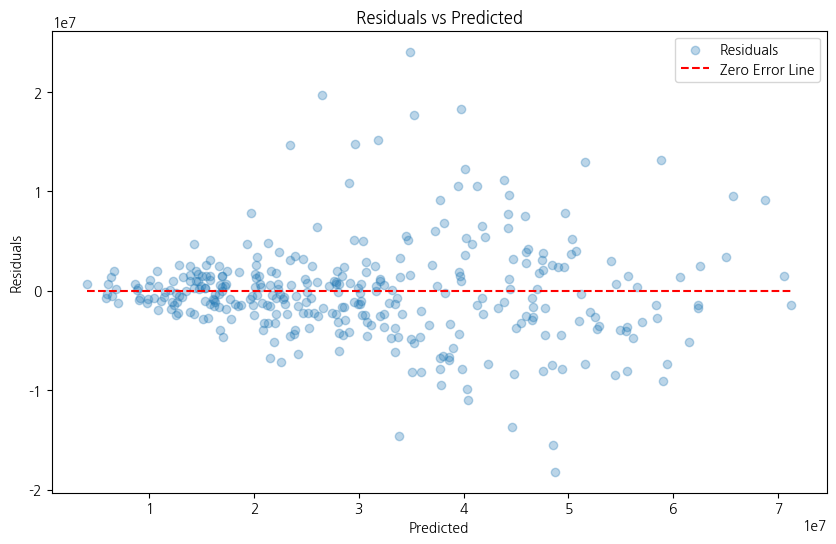 Residuals vs Predicted
1e7
Residuals
Zero Error Line
2
1
0
-1
-2
Residuals
1 2 3 4 5 6 7
1e7
Predicted